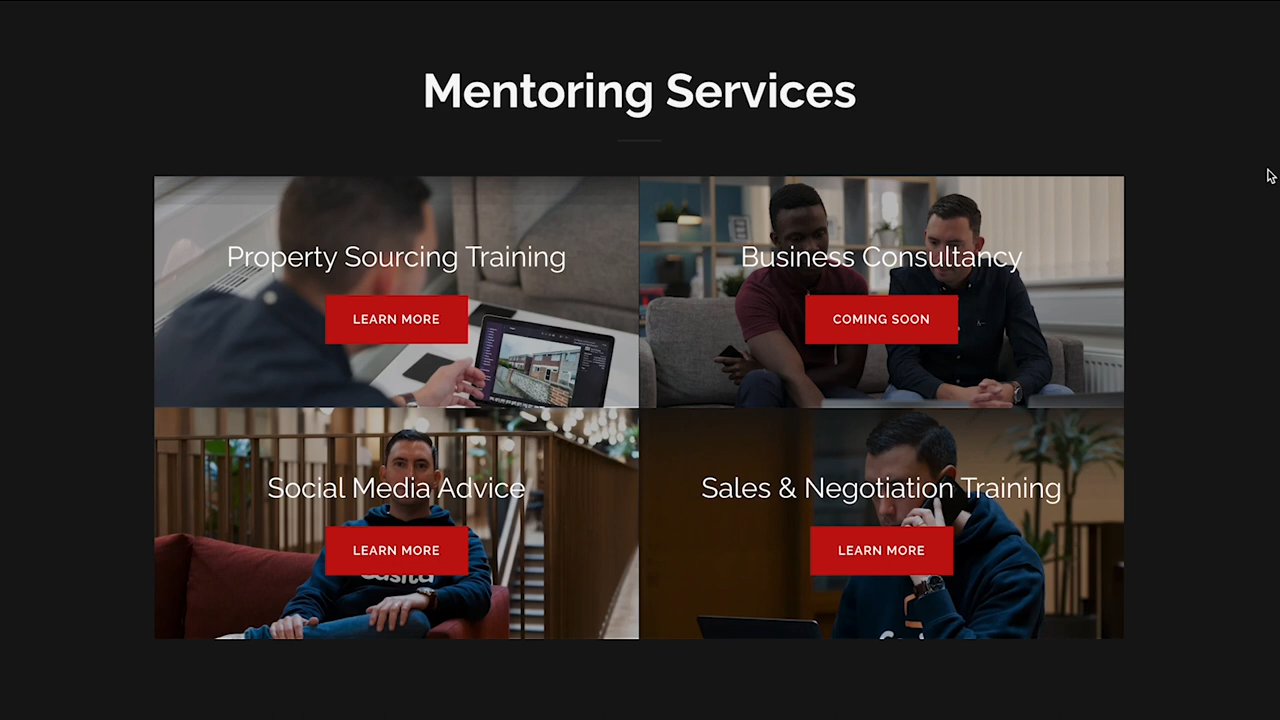 Mentoring Services
Property Sourcing Training
LEARN MORE
Business Consultancy
COMING SOON
Social Media Advice
LEARN MORE
Sales & Negotiation Training
LEARN MORE